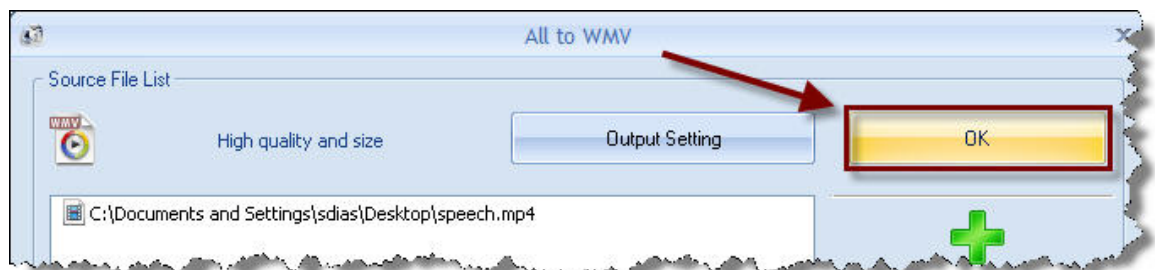 All to WMV
Source File List
WMV
High quality and size
Output Setting
OK
C:\Documents and Settings\sdias\Desktop\speech.mp4